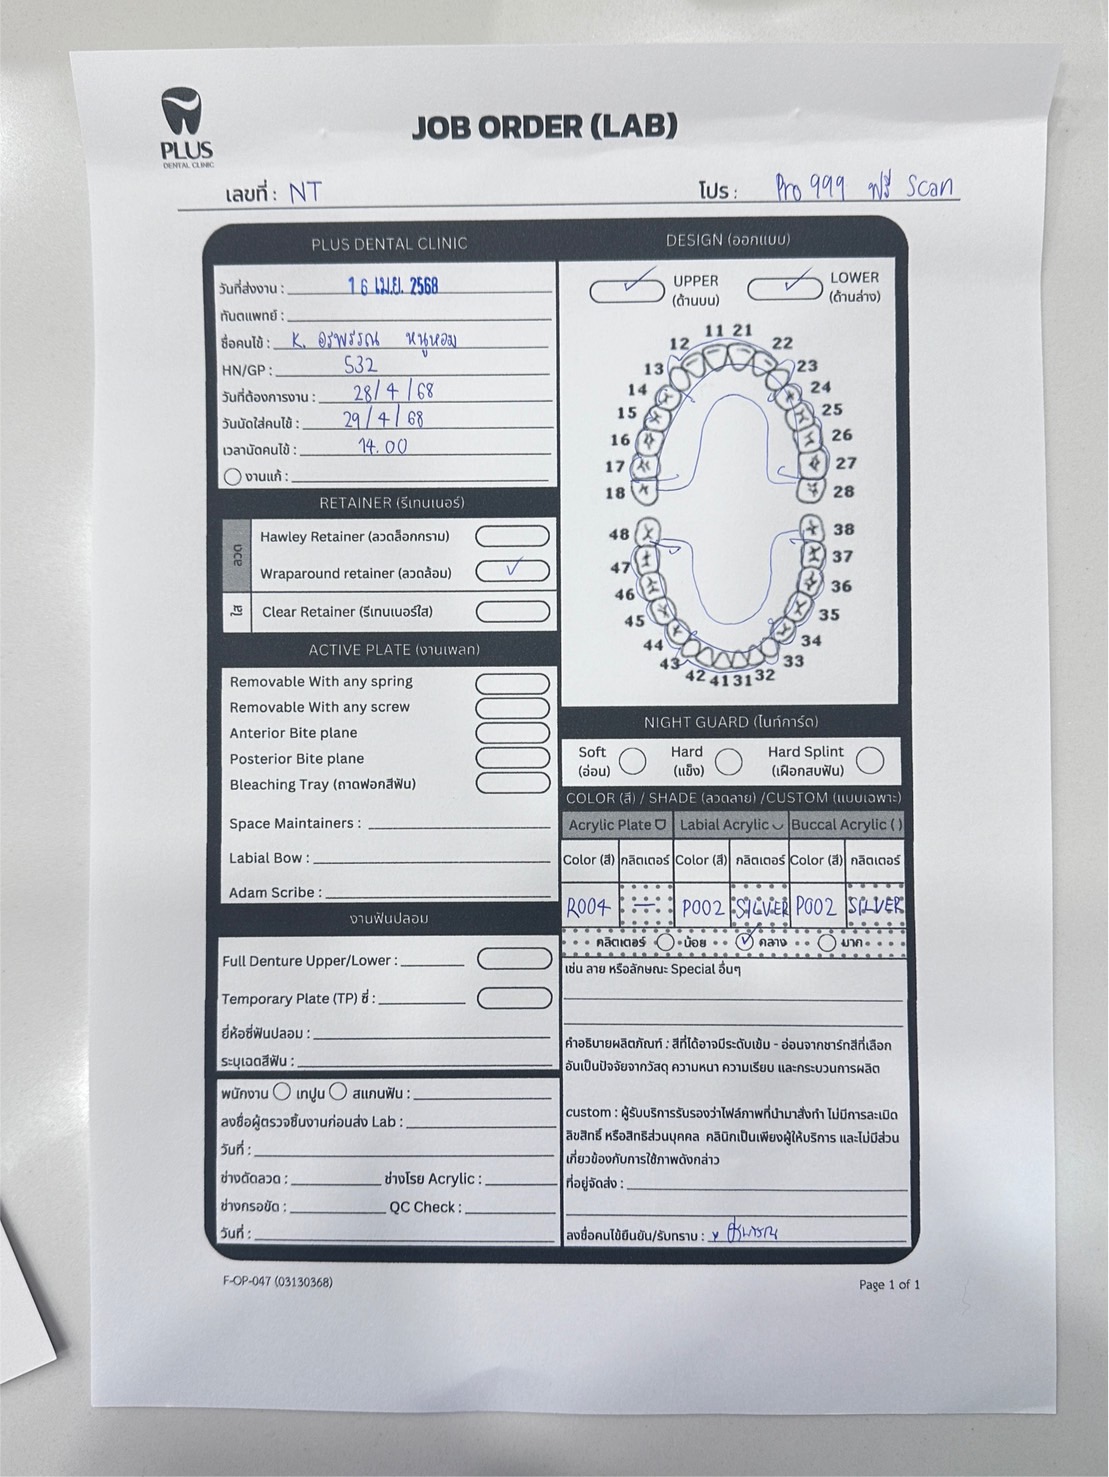 PLUS
DENTAL CLINIC
JOB ORDER (LAB)
เลขที่ : NT
โปร : Pro 999 ฟรี Scan
PLUS DENTAL CLINIC
วันที่ส่งงาน : 16 เม.ย. 2568
ทันตแพทย์ :
ชื่อคนไข้ : K. อรพรรณ หนูหอม
HN/GP : 532
วันที่ต้องการงาน : 28/4/68
วันนัดใส่คนไข้ : 29/4/68
เวลานัดคนไข้ : 14.00
งานแก้ :
RETAINER (รีเทนเนอร์)
ลวด
Hawley Retainer (ลวดล็อกกราม)
Wraparound retainer (ลวดล้อม)
ใส
Clear Retainer (รีเทนเนอร์ใส)
ACTIVE PLATE (งานเพลท)
Removable With any spring
Removable With any screw
Anterior Bite plane
Posterior Bite plane
Bleaching Tray (ถาดฟอกสีฟัน)
Space Maintainers :
Labial Bow :
Adam Scribe :
งานฟันปลอม
Full Denture Upper/Lower :
Temporary Plate (TP) ซี่ :
ยี่ห้อซี่ฟันปลอม :
ระบุเฉดสีฟัน :
พนักงาน เทปูน สแกนฟัน :
ลงชื่อผู้ตรวจชิ้นงานก่อนส่ง Lab :
วันที่ :
ช่างดัดลวด : ช่างโรย Acrylic :
ช่างกรอขัด : QC Check :
วันที่ :
DESIGN (ออกแบบ)
UPPER LOWER
(ด้านบน) (ด้านล่าง)
11 21
12 22
13 23
14 24
15 25
16 26
17 27
18 28
48 38
47 37
46 36
45 35
44 34
43 33
42 41 31 32
NIGHT GUARD (ไนท์การ์ด)
Soft Hard Hard Splint
(อ่อน) (แข็ง) (เฝือกสบฟัน)
COLOR (สี) / SHADE (ลวดลาย) /CUSTOM (แบบเฉพาะ)
Acrylic Plate Labial Acrylic Buccal Acrylic ( )
Color (สี) กลิตเตอร์ Color (สี) กลิตเตอร์ Color (สี) กลิตเตอร์
R004 — P002 SILVER P002 SILVER
กลิตเตอร์ น้อย กลาง มาก
เช่น ลาย หรือลักษณะ Special อื่นๆ
คำอธิบายผลิตภัณฑ์ : สีที่ได้อาจมีระดับเข้ม - อ่อนจากชาร์ทสีที่เลือก
อันเป็นปัจจัยจากวัสดุ ความหนา ความเรียบ และกระบวนการผลิต
custom : ผู้รับบริการรับรองว่าไฟล์ภาพที่นำมาสั่งทำ ไม่มีการละเมิด
ลิขสิทธิ์ หรือสิทธิส่วนบุคคล คลินิกเป็นเพียงผู้ให้บริการ และไม่มีส่วน
เกี่ยวข้องกับการใช้ภาพดังกล่าว
ที่อยู่จัดส่ง :
ลงชื่อคนไข้ยืนยัน/รับทราบ : x
F-OP-047 (03130368)
Page 1 of 1